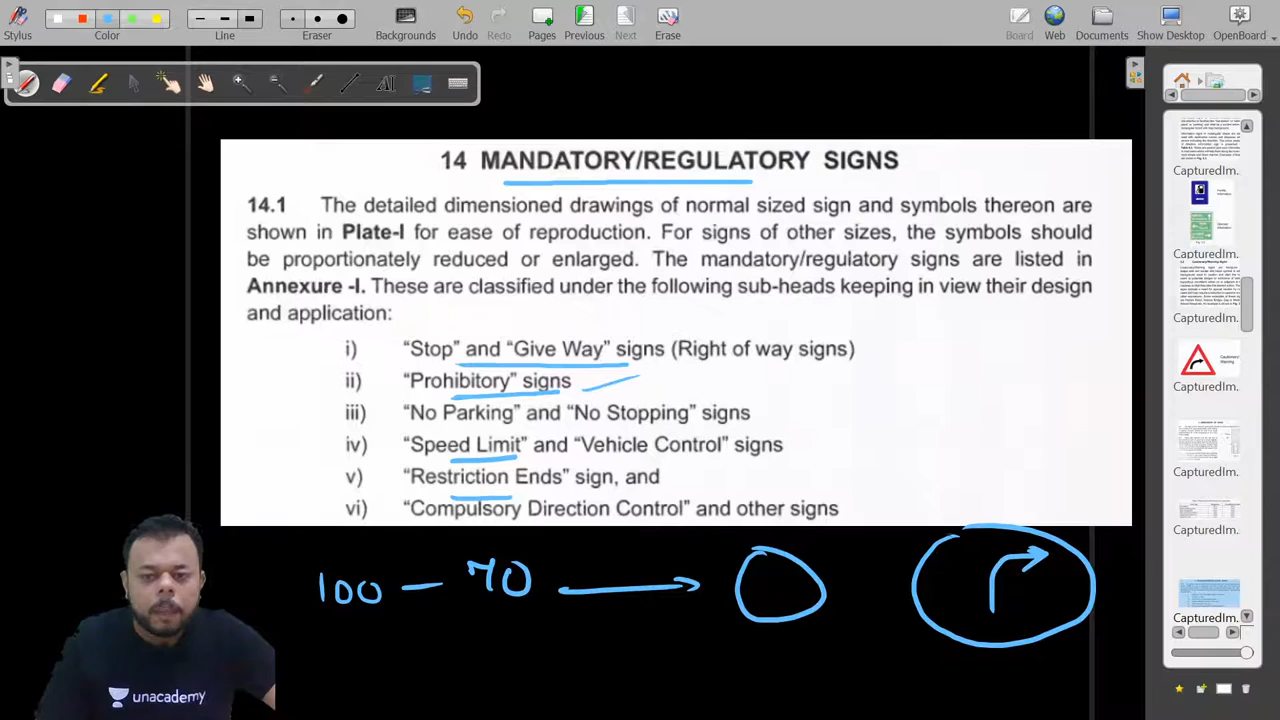 Stylus
Color
Line
Eraser
Backgrounds
Undo
Redo
Pages
Previous
Next
Erase
Board
Web
Documents
Show Desktop
OpenBoard
14 MANDATORY/REGULATORY SIGNS
14.1 The detailed dimensioned drawings of normal sized sign and symbols thereon are
shown in Plate-I for ease of reproduction. For signs of other sizes, the symbols should
be proportionately reduced or enlarged. The mandatory/regulatory signs are listed in
Annexure -I. These are classified under the following sub-heads keeping in view their design
and application:
i) “Stop” and “Give Way” signs (Right of way signs)
ii) “Prohibitory” signs
iii) “No Parking” and “No Stopping” signs
iv) “Speed Limit” and “Vehicle Control” signs
v) “Restriction Ends” sign, and
vi) “Compulsory Direction Control” and other signs
100 - 70
unacademy
CapturedIm.
CapturedIm.
CapturedIm.
CapturedIm.
CapturedIm.
CapturedIm.
CapturedIm.